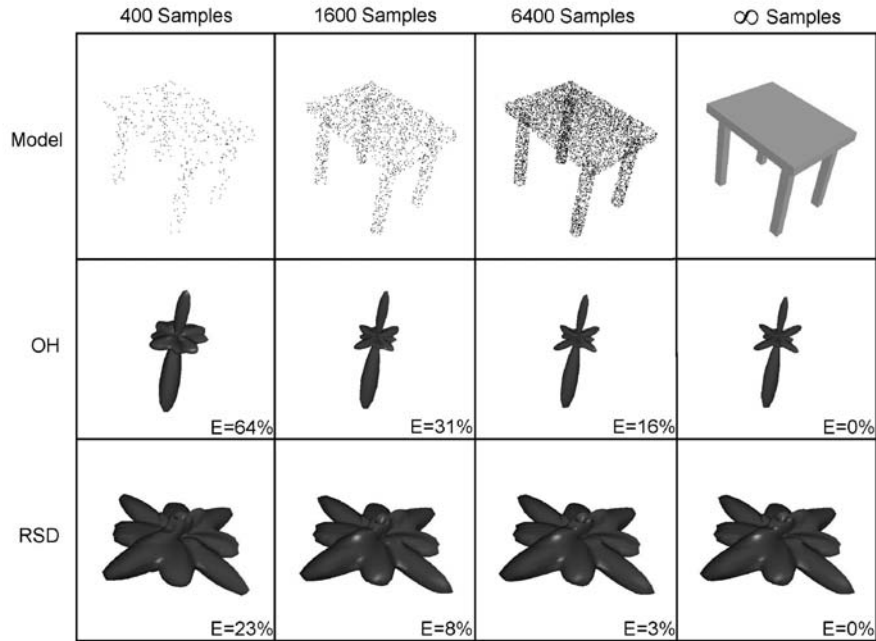 400 Samples 1600 Samples 6400 Samples ∞ Samples
Model
OH
E=64% E=31% E=16% E=0%
RSD
E=23% E=8% E=3% E=0%